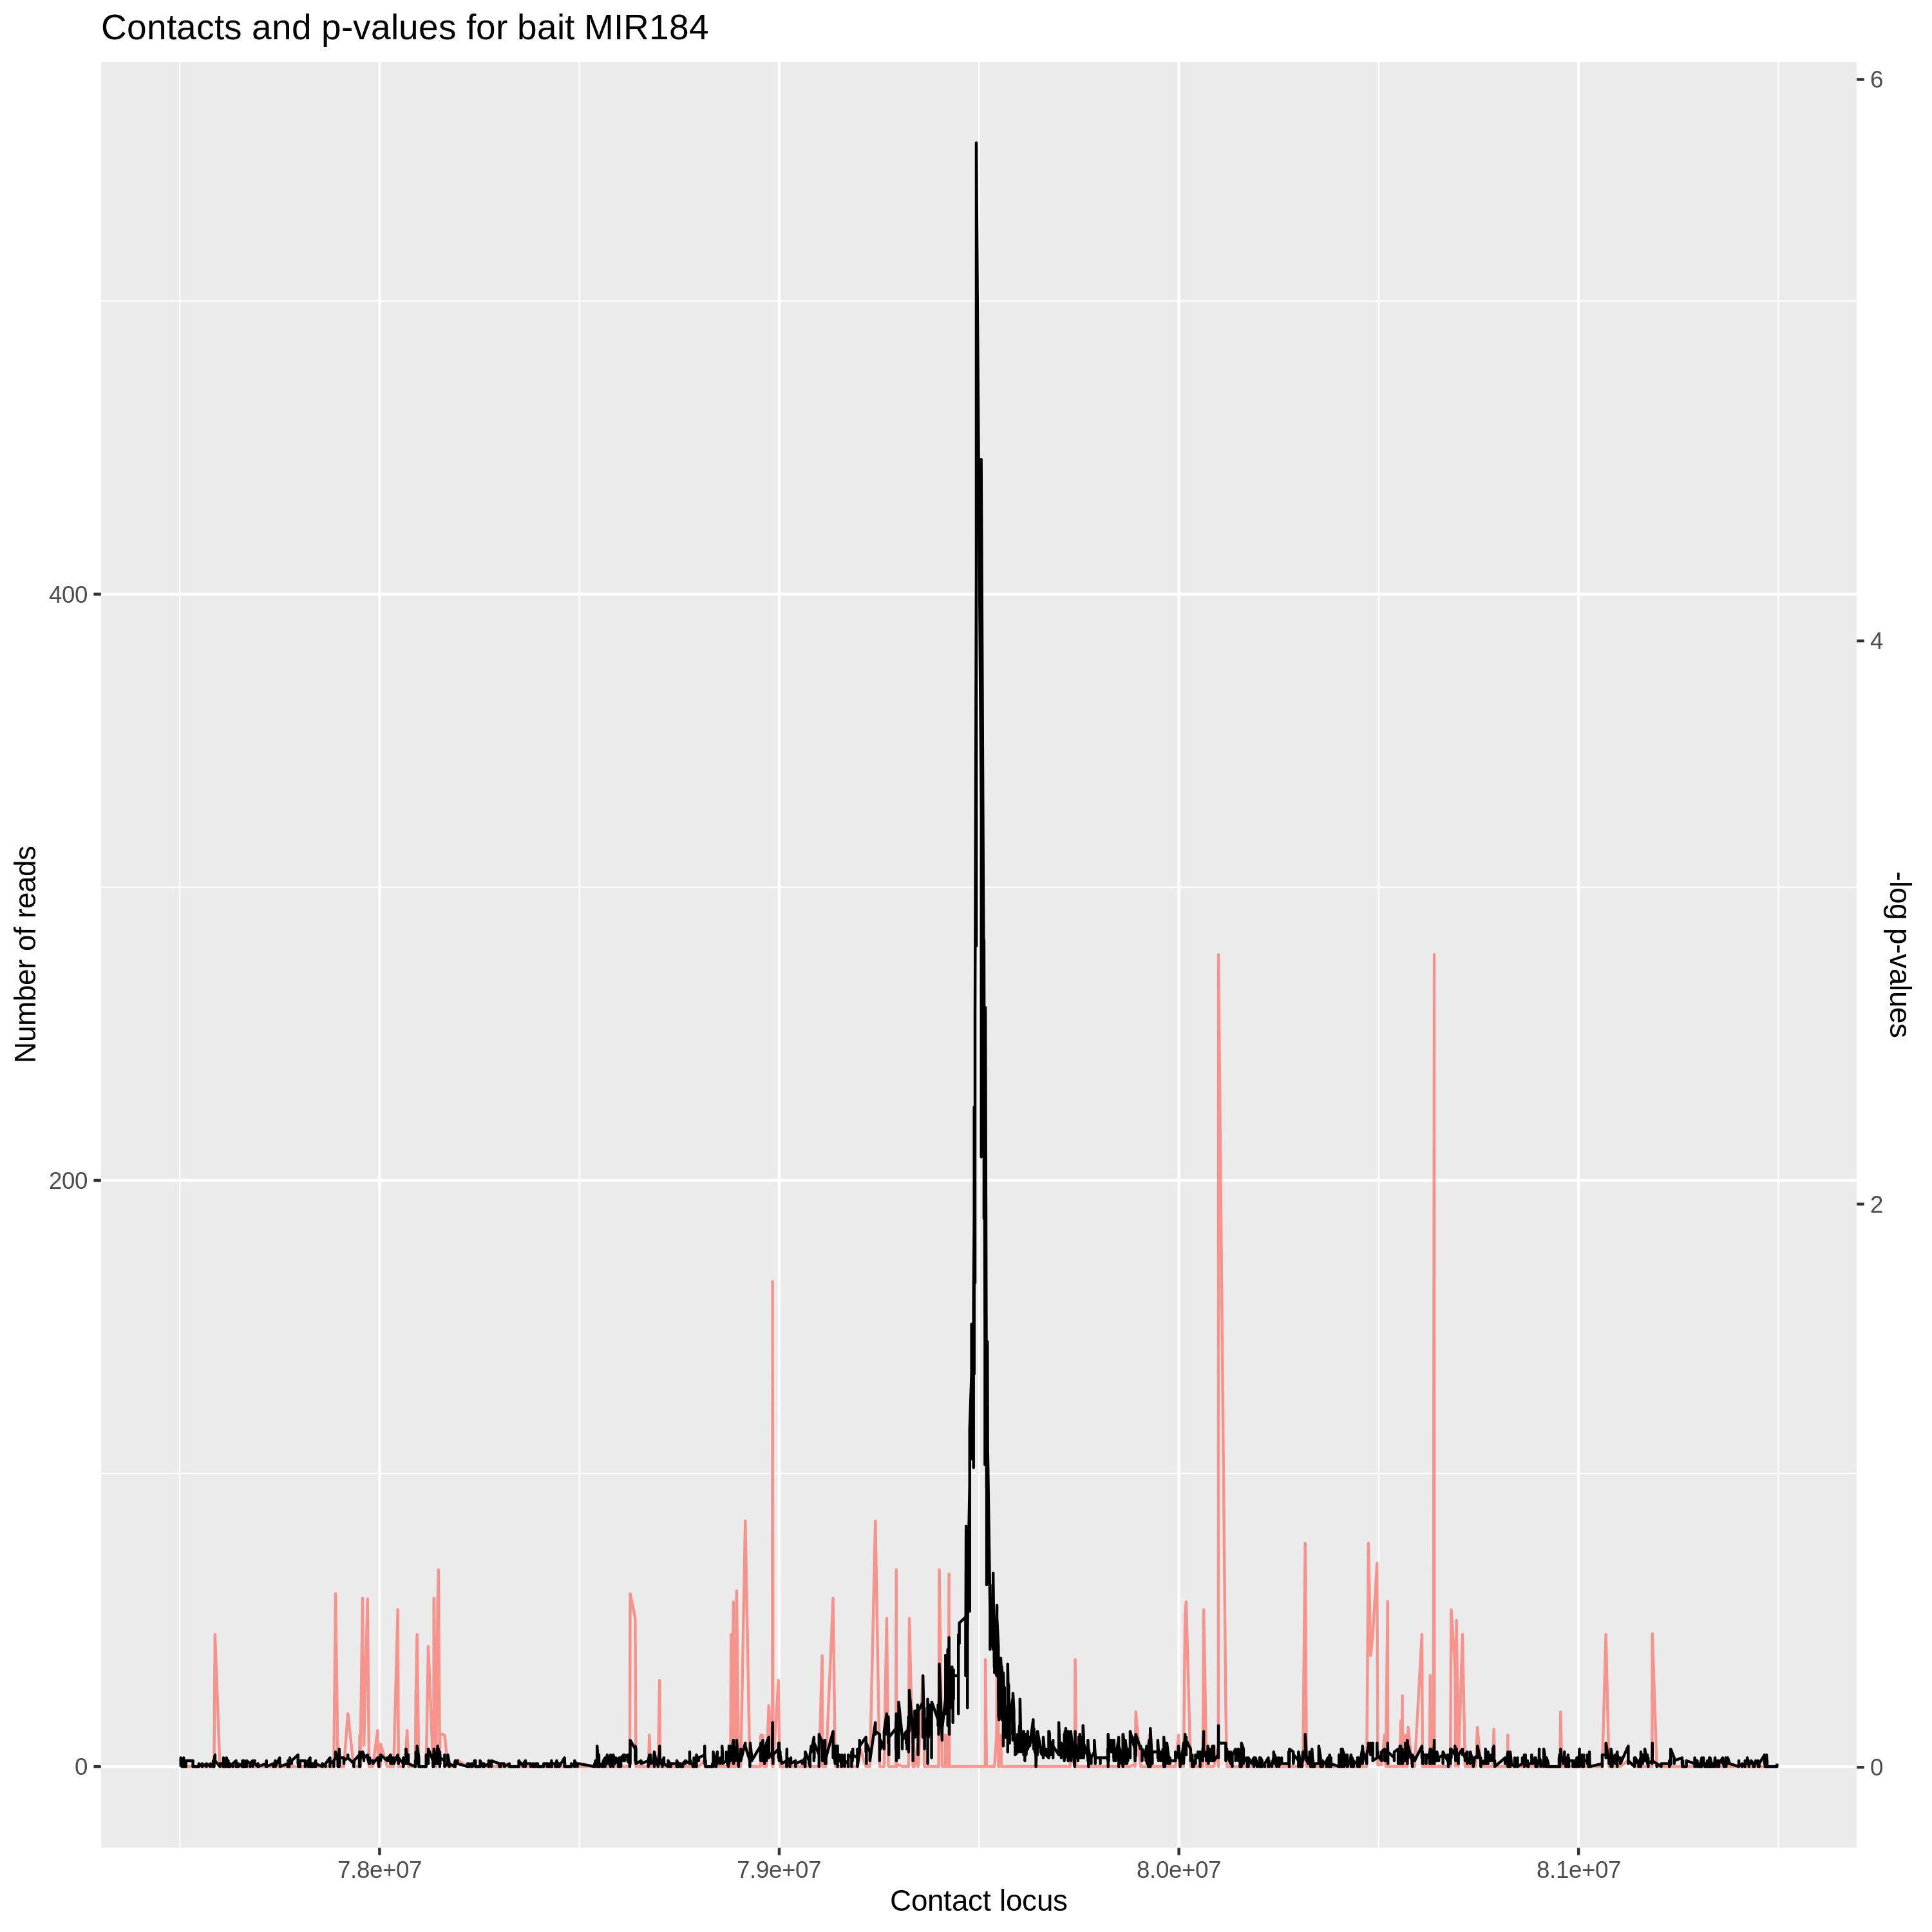 Contacts and p-values for bait MIR184
Number of reads
400
200
0
6
4
2
0
-log p-values
7.8e+07
7.9e+07
8.0e+07
8.1e+07
Contact locus